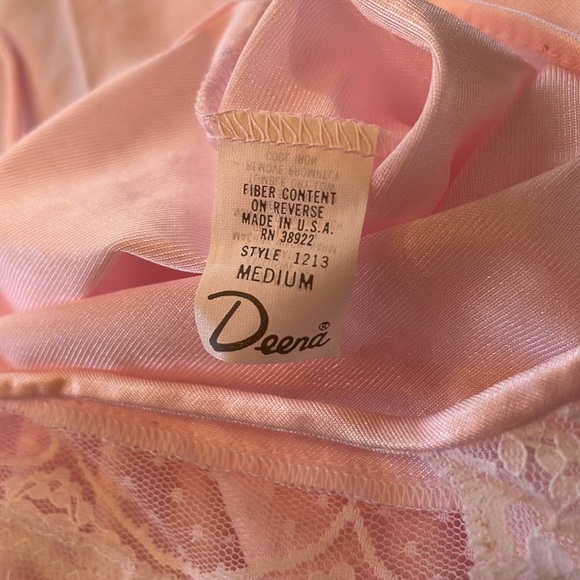 FIBER CONTENT
ON REVERSE
MADE IN U.S.A.
RN 38922
STYLE 1213
MEDIUM
Deena®